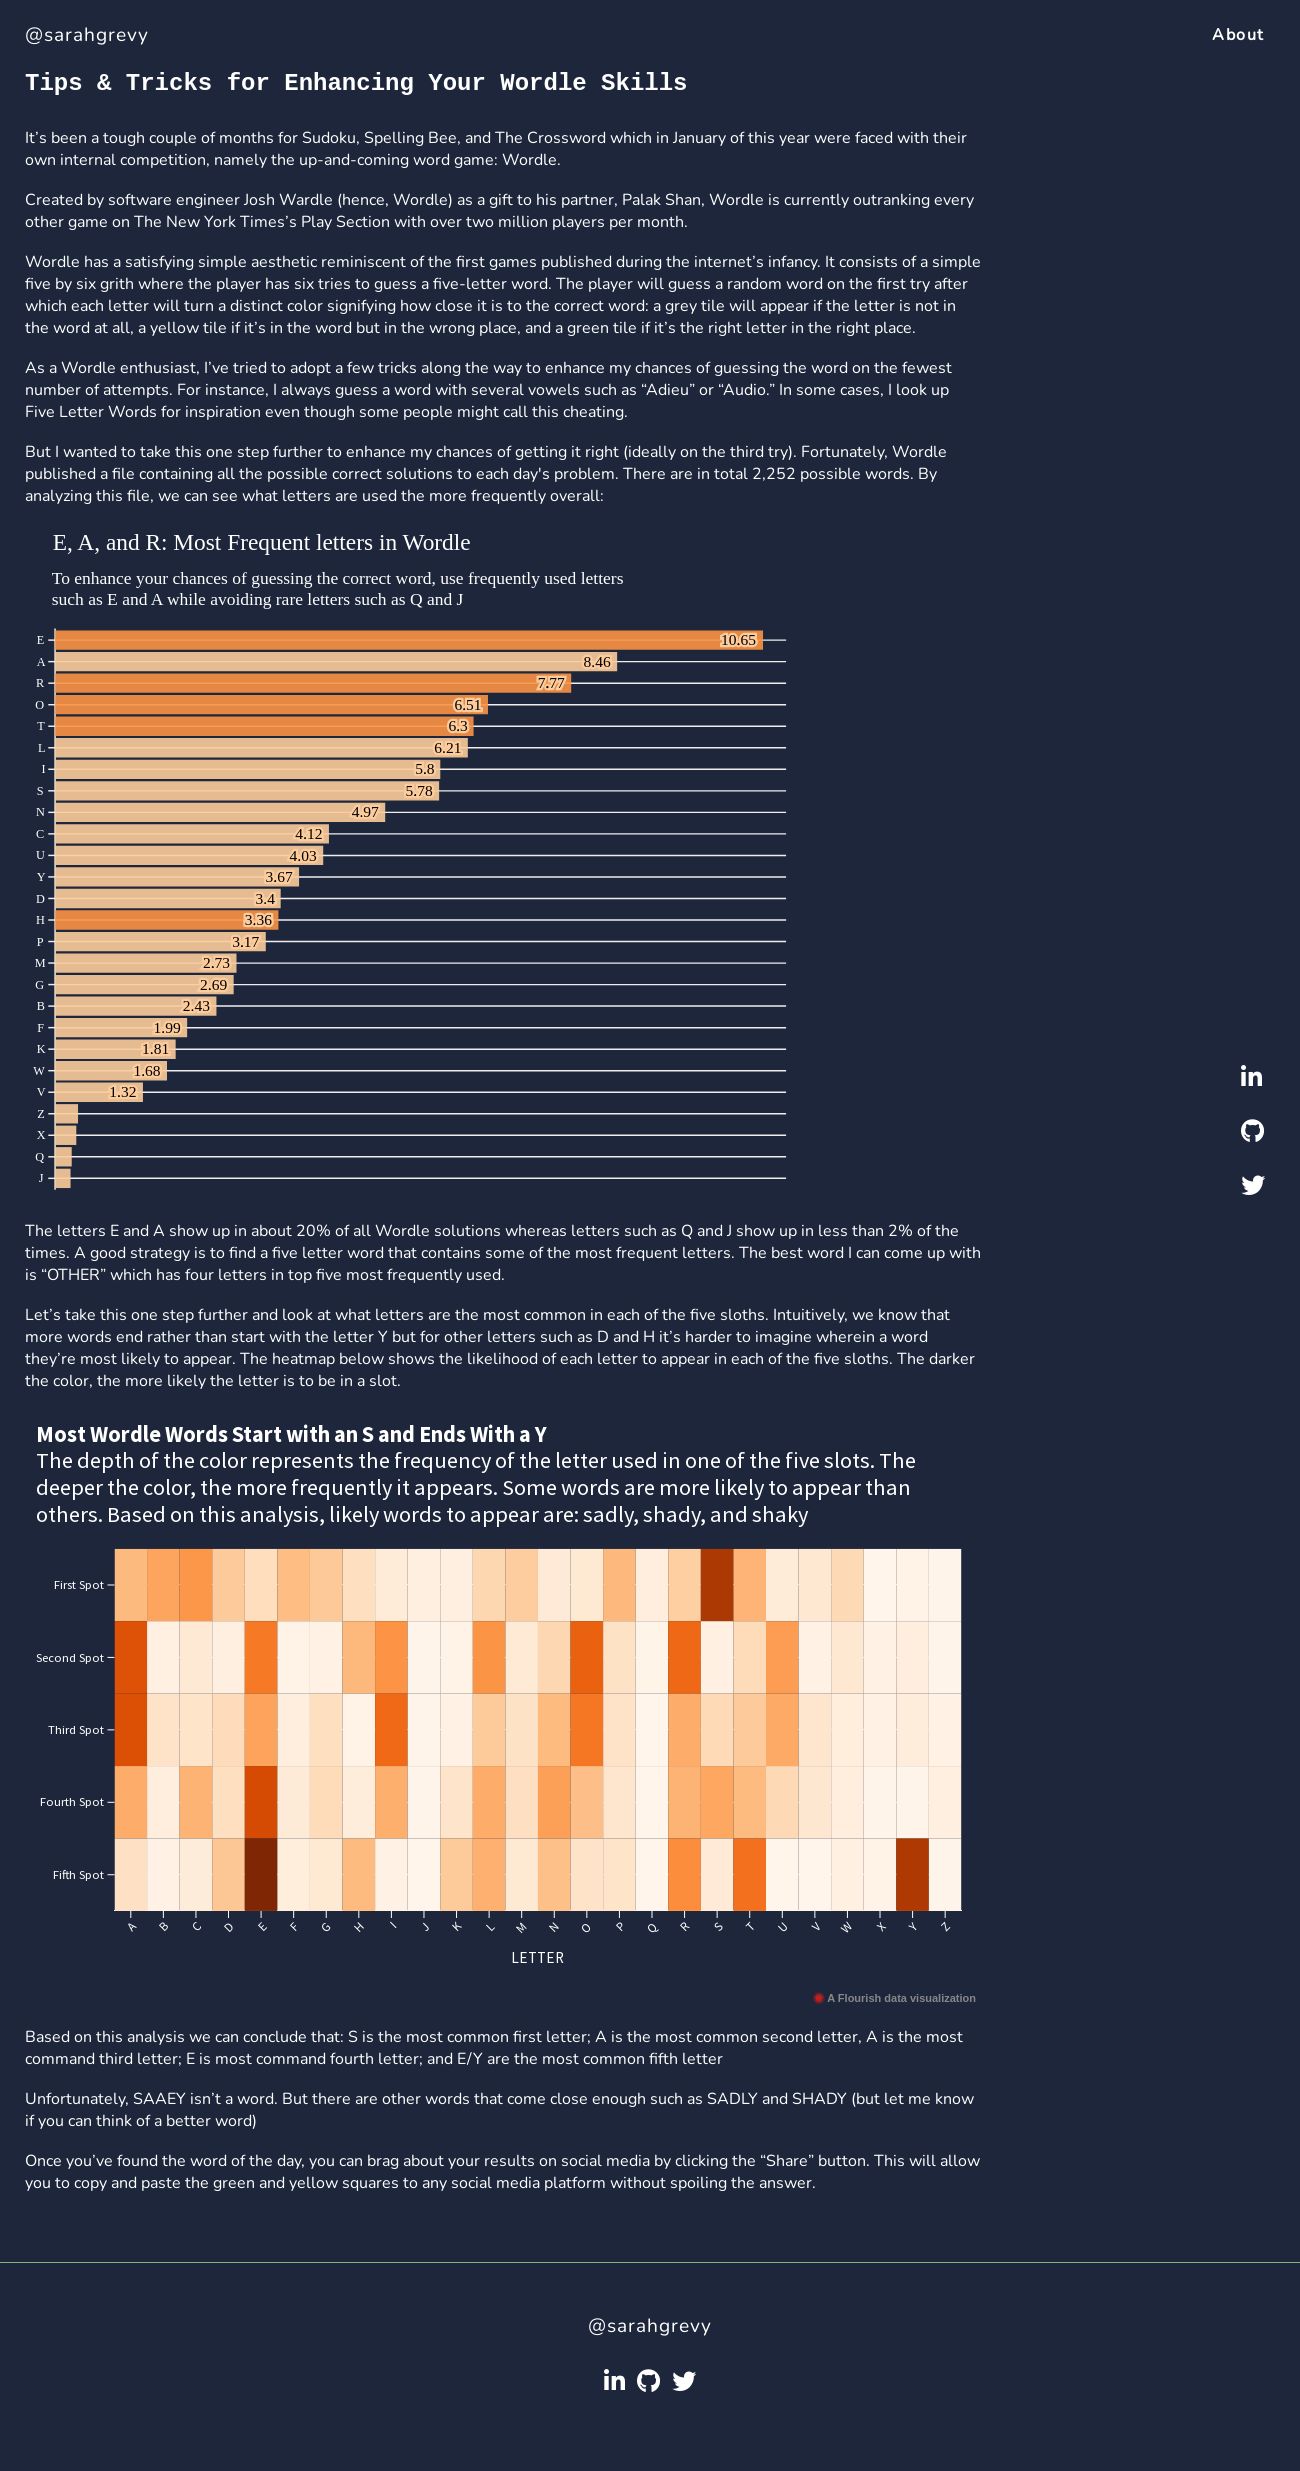 @sarahgrevy
About
Tips & Tricks for Enhancing Your Wordle Skills
It’s been a tough couple of months for Sudoku, Spelling Bee, and The Crossword which in January of this year were faced with their
own internal competition, namely the up-and-coming word game: Wordle.
Created by software engineer Josh Wardle (hence, Wordle) as a gift to his partner, Palak Shan, Wordle is currently outranking every
other game on The New York Times’s Play Section with over two million players per month.
Wordle has a satisfying simple aesthetic reminiscent of the first games published during the internet’s infancy. It consists of a simple
five by six grith where the player has six tries to guess a five-letter word. The player will guess a random word on the first try after
which each letter will turn a distinct color signifying how close it is to the correct word: a grey tile will appear if the letter is not in
the word at all, a yellow tile if it’s in the word but in the wrong place, and a green tile if it’s the right letter in the right place.
As a Wordle enthusiast, I’ve tried to adopt a few tricks along the way to enhance my chances of guessing the word on the fewest
number of attempts. For instance, I always guess a word with several vowels such as “Adieu” or “Audio.” In some cases, I look up
Five Letter Words for inspiration even though some people might call this cheating.
But I wanted to take this one step further to enhance my chances of getting it right (ideally on the third try). Fortunately, Wordle
published a file containing all the possible correct solutions to each day's problem. There are in total 2,252 possible words. By
analyzing this file, we can see what letters are used the more frequently overall:
E, A, and R: Most Frequent letters in Wordle
To enhance your chances of guessing the correct word, use frequently used letters
such as E and A while avoiding rare letters such as Q and J
E 10.65
A 8.46
R 7.77
O 6.51
T 6.3
L 6.21
I 5.8
S 5.78
N 4.97
C 4.12
U 4.03
Y 3.67
D 3.4
H 3.36
P 3.17
M 2.73
G 2.69
B 2.43
F 1.99
K 1.81
W 1.68
V 1.32
Z
X
Q
J
The letters E and A show up in about 20% of all Wordle solutions whereas letters such as Q and J show up in less than 2% of the
times. A good strategy is to find a five letter word that contains some of the most frequent letters. The best word I can come up with
is “OTHER” which has four letters in top five most frequently used.
Let’s take this one step further and look at what letters are the most common in each of the five sloths. Intuitively, we know that
more words end rather than start with the letter Y but for other letters such as D and H it’s harder to imagine wherein a word
they’re most likely to appear. The heatmap below shows the likelihood of each letter to appear in each of the five sloths. The darker
the color, the more likely the letter is to be in a slot.
Most Wordle Words Start with an S and Ends With a Y
The depth of the color represents the frequency of the letter used in one of the five slots. The
deeper the color, the more frequently it appears. Some words are more likely to appear than
others. Based on this analysis, likely words to appear are: sadly, shady, and shaky
First Spot
Second Spot
Third Spot
Fourth Spot
Fifth Spot
A B C D E F G H I J K L M N O P Q R S T U V W X Y Z
LETTER
A Flourish data visualization
Based on this analysis we can conclude that: S is the most common first letter; A is the most common second letter, A is the most
command third letter; E is most command fourth letter; and E/Y are the most common fifth letter
Unfortunately, SAAEY isn’t a word. But there are other words that come close enough such as SADLY and SHADY (but let me know
if you can think of a better word)
Once you’ve found the word of the day, you can brag about your results on social media by clicking the “Share” button. This will allow
you to copy and paste the green and yellow squares to any social media platform without spoiling the answer.
@sarahgrevy